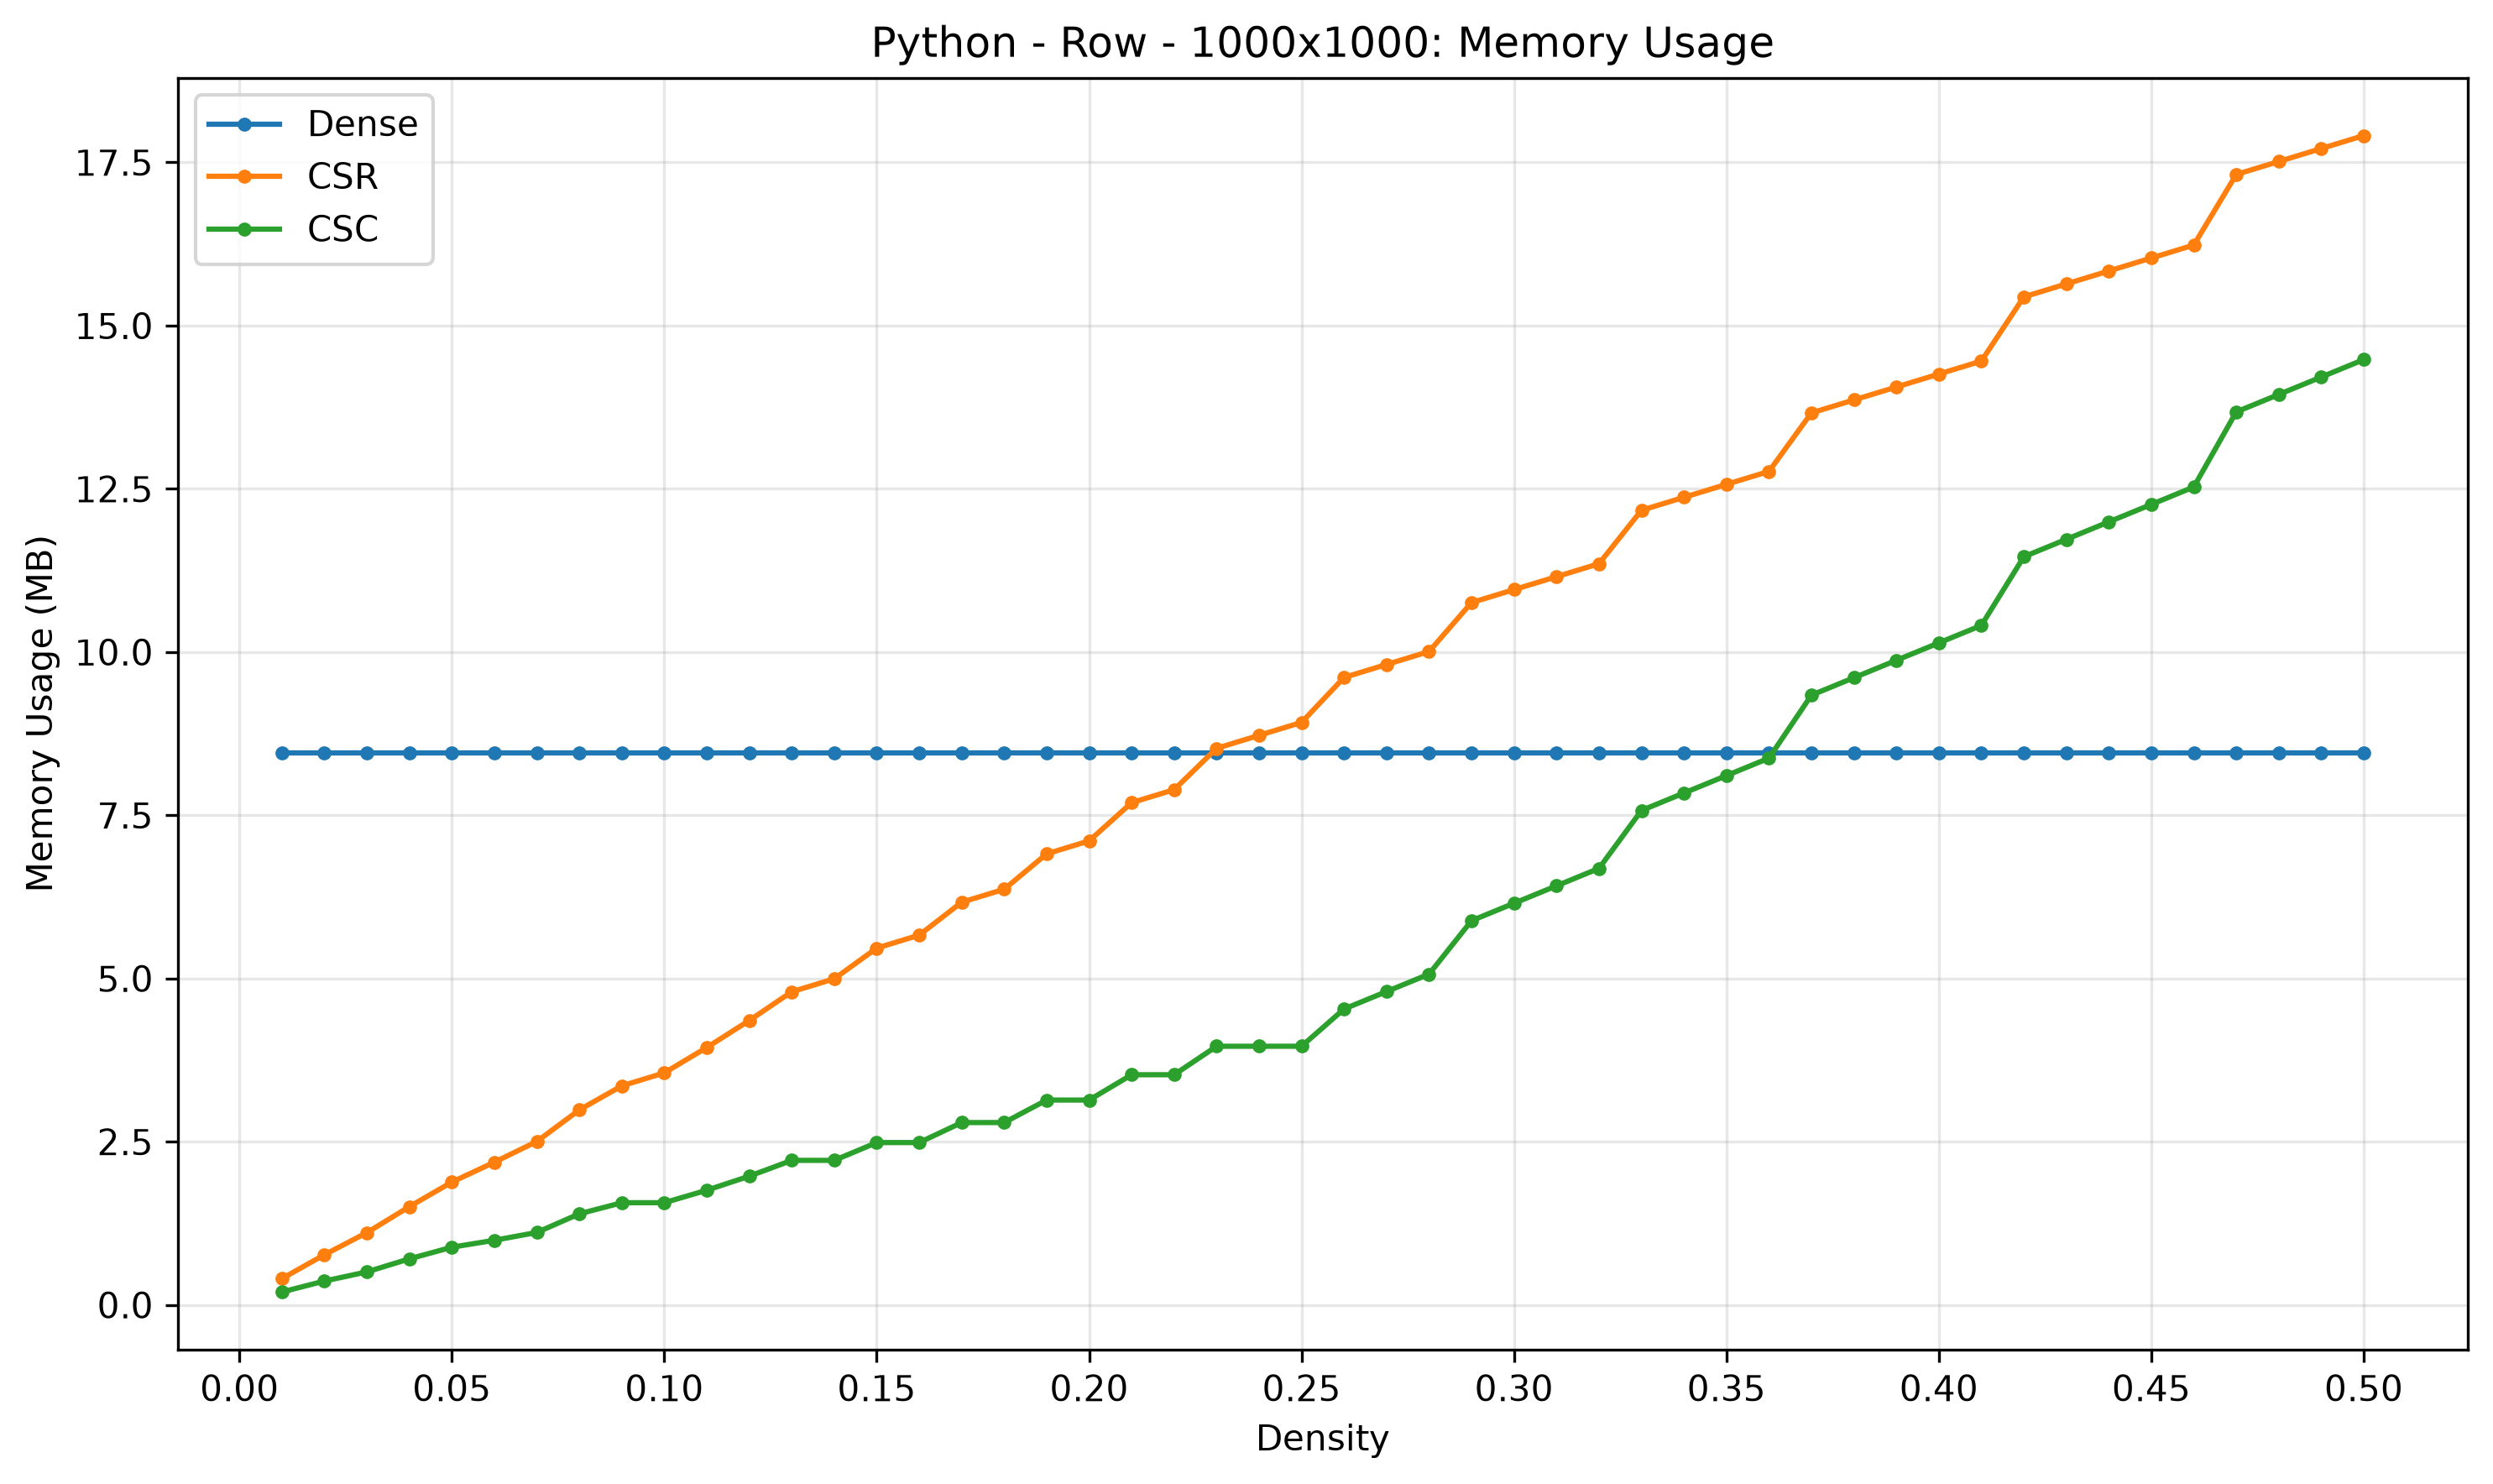 Python - Row - 1000x1000: Memory Usage
Dense
CSR
CSC
Memory Usage (MB)
17.5
15.0
12.5
10.0
7.5
5.0
2.5
0.0
0.00 0.05 0.10 0.15 0.20 0.25 0.30 0.35 0.40 0.45 0.50
Density